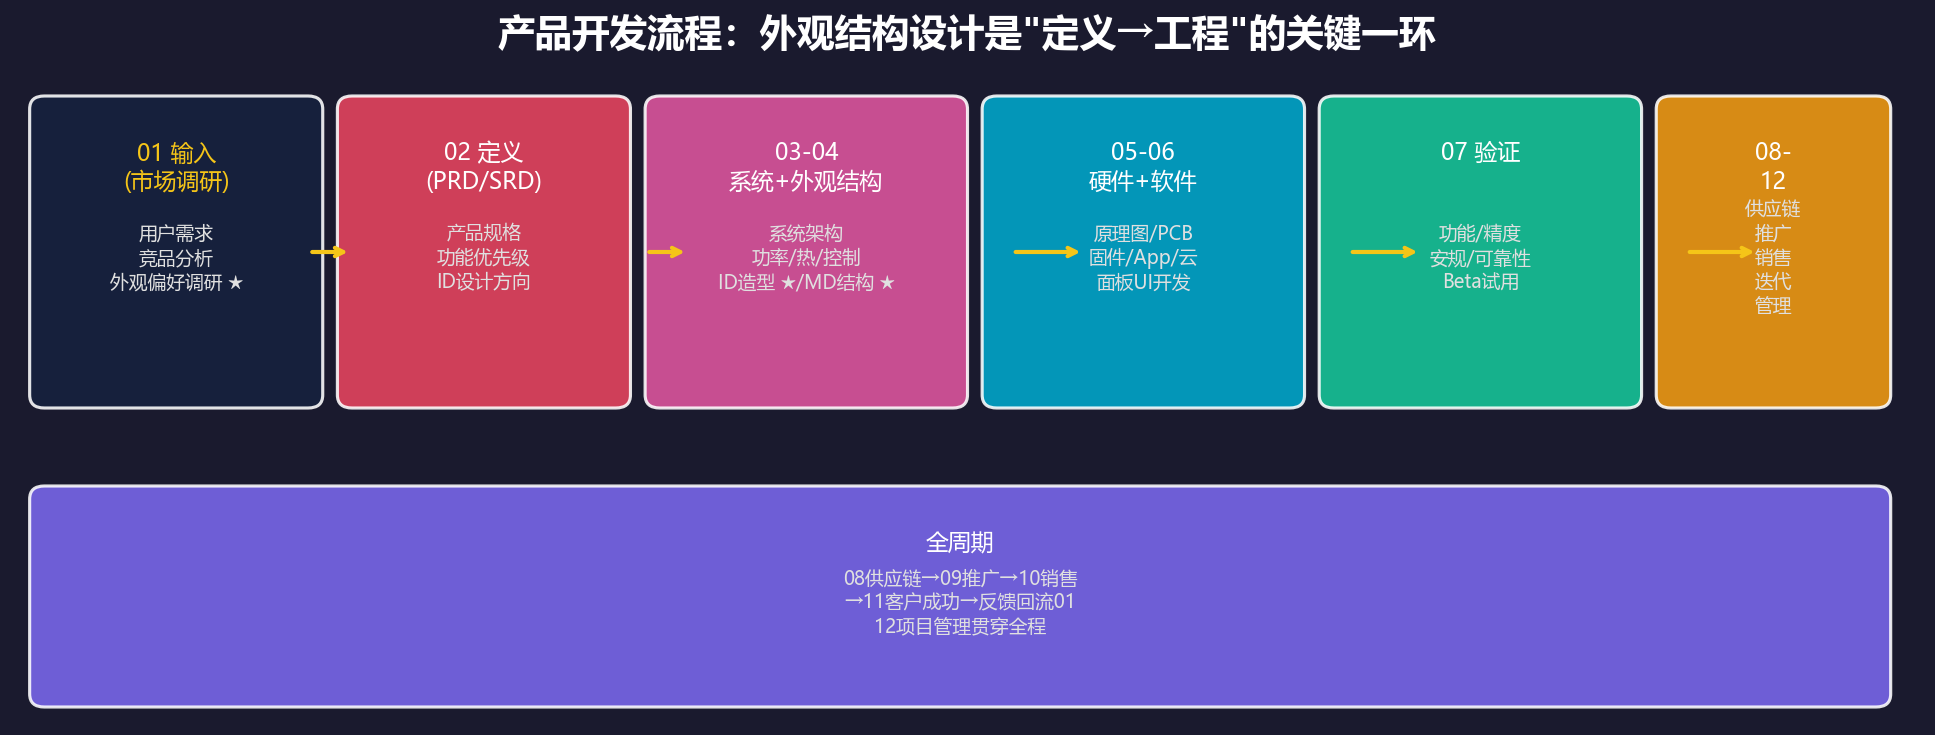 产品开发流程：外观结构设计是"定义→工程"的关键一环
01 输入
(市场调研)
用户需求
竞品分析
外观偏好调研 ★
02 定义
(PRD/SRD)
产品规格
功能优先级
ID设计方向
03-04
系统+外观结构
系统架构
功率/热/控制
ID造型 ★/MD结构 ★
05-06
硬件+软件
原理图/PCB
固件/App/云
面板UI开发
07 验证
功能/精度
安规/可靠性
Beta试用
08-
12
供应链
推广
销售
迭代
管理
全周期
08供应链→09推广→10销售
→11客户成功→反馈回流01
12项目管理贯穿全程